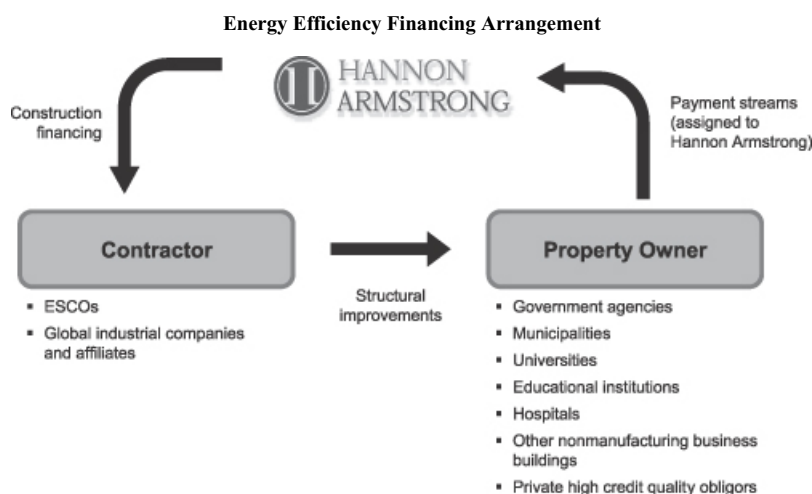 Energy Efficiency Financing Arrangement
HANNON
ARMSTRONG
Construction
financing
Payment streams
(assigned to
Hannon Armstrong)
Contractor
Property Owner
Structural
improvements
▪ ESCOs
▪ Global industrial companies
and affiliates
▪ Government agencies
▪ Municipalities
▪ Universities
▪ Educational institutions
▪ Hospitals
▪ Other nonmanufacturing business
buildings
▪ Private high credit quality obligors